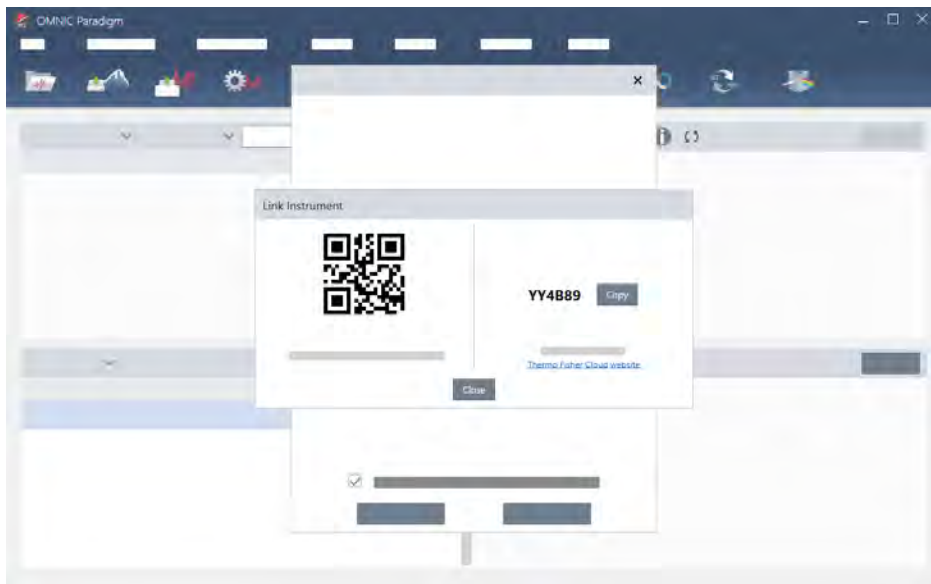 OMNIC Paradigm
Link Instrument
YY4B89
Copy
Thermo Fisher Cloud website
Close